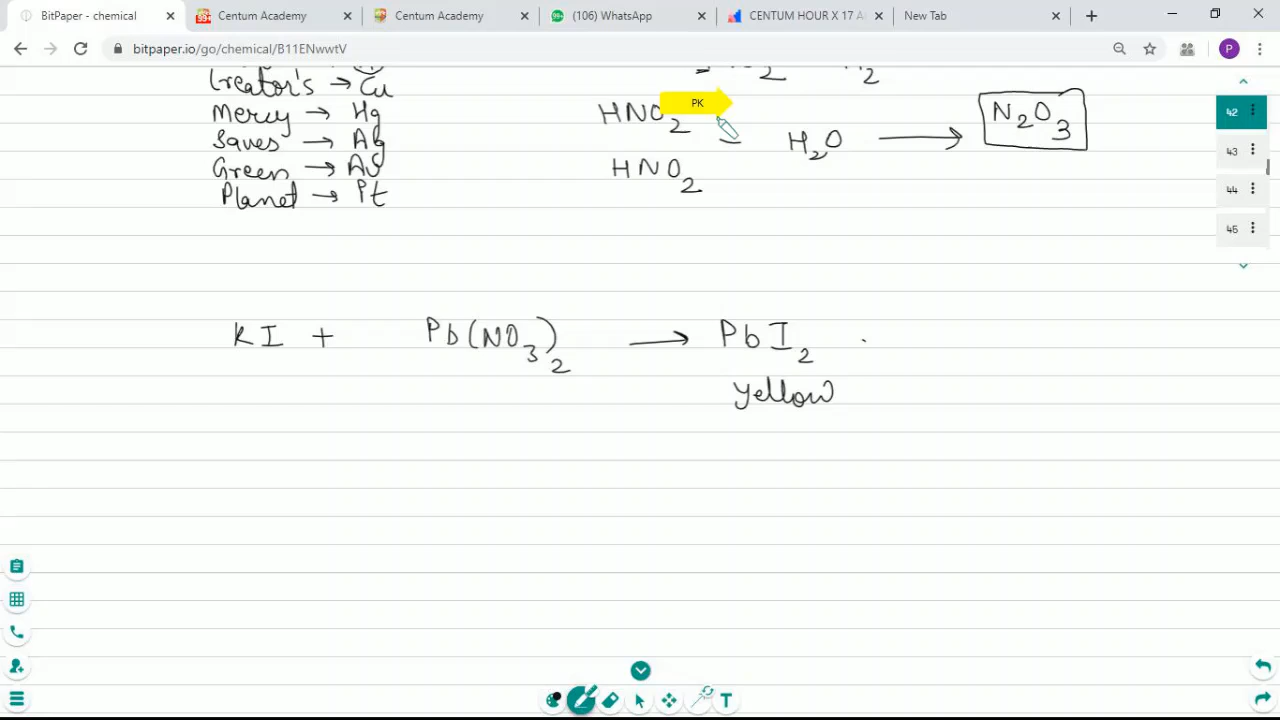 BitPaper - chemical
Centum Academy
Centum Academy
(106) WhatsApp
CENTUM HOUR X 17 A
New Tab
bitpaper.io/go/chemical/B11ENwwtV
P
Creator's → Cu
Mercy → Hg
Saves → Ag
Green → Au
Planet → Pt
PK
HNO2
HNO2
H2O → N2O3
42
43
44
45
KI + Pb(NO3)2 → PbI2
yellow
T